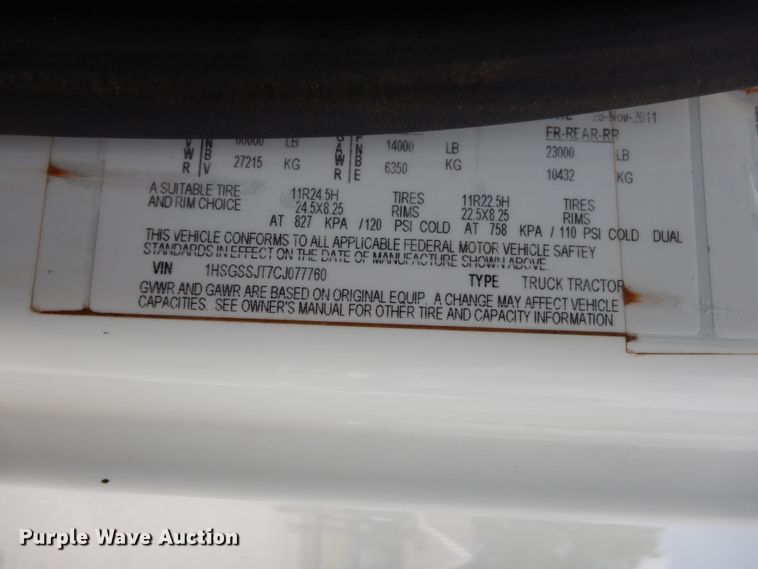 28-Nov-2011
FR-REAR-RR
V N 60000 LB G F 14000 LB 23000 LB
W B A N
R V 27215 KG W B 6350 KG 10432 KG
R E
A SUITABLE TIRE 11R24.5H TIRES 11R22.5H TIRES
AND RIM CHOICE 24.5X8.25 RIMS 22.5X8.25 RIMS
AT 827 KPA /120 PSI COLD AT 758 KPA / 110 PSI COLD DUAL
THIS VEHICLE CONFORMS TO ALL APPLICABLE FEDERAL MOTOR VEHICLE SAFTEY
STANDARDS IN EFFECT ON THE DATE OF MANUFACTURE SHOWN ABOVE.
VIN 1HSGSSJT7CJ077760 TYPE TRUCK TRACTOR
GVWR AND GAWR ARE BASED ON ORIGINAL EQUIP. A CHANGE MAY AFFECT VEHICLE
CAPACITIES. SEE OWNER'S MANUAL FOR OTHER TIRE AND CAPACITY INFORMATION.
Purple Wave Auction